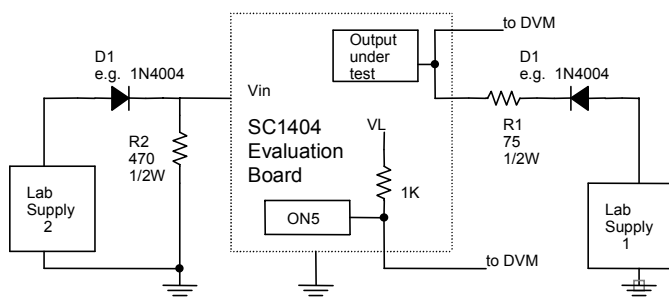 to DVM
D1
e.g. 1N4004
Output
under
test
D1
e.g. 1N4004
Vin
SC1404
Evaluation
Board
VL
R1
75
1/2W
R2
470
1/2W
1K
Lab
Supply
2
ON5
Lab
Supply
1
to DVM